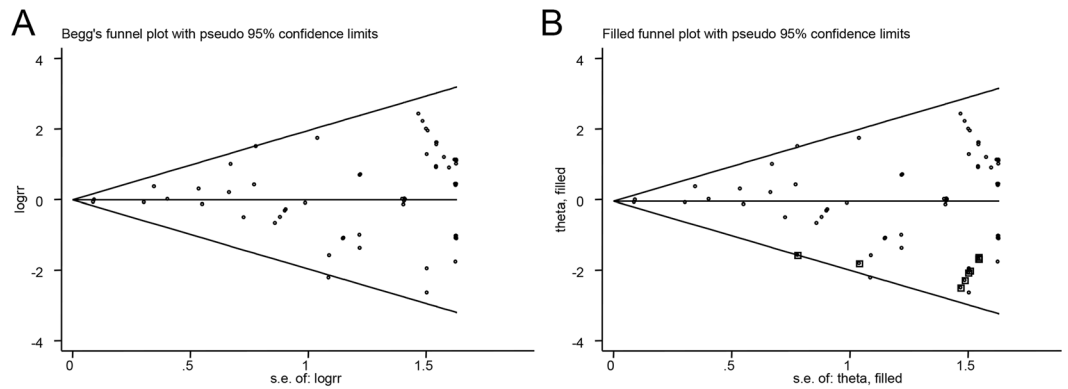 A
Begg's funnel plot with pseudo 95% confidence limits
4
2
0
-2
-4
logrr
0
.5
1
1.5
s.e. of: logrr
B
Filled funnel plot with pseudo 95% confidence limits
4
2
0
-2
-4
theta, filled
0
1
1.5
s.e. of: theta, filled